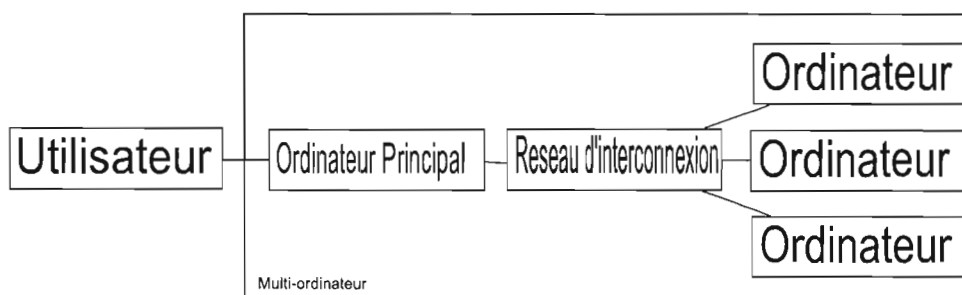 Utilisateur
Ordinateur Principal
Reseau d'interconnexion
Ordinateur
Ordinateur
Ordinateur
Multi-ordinateur